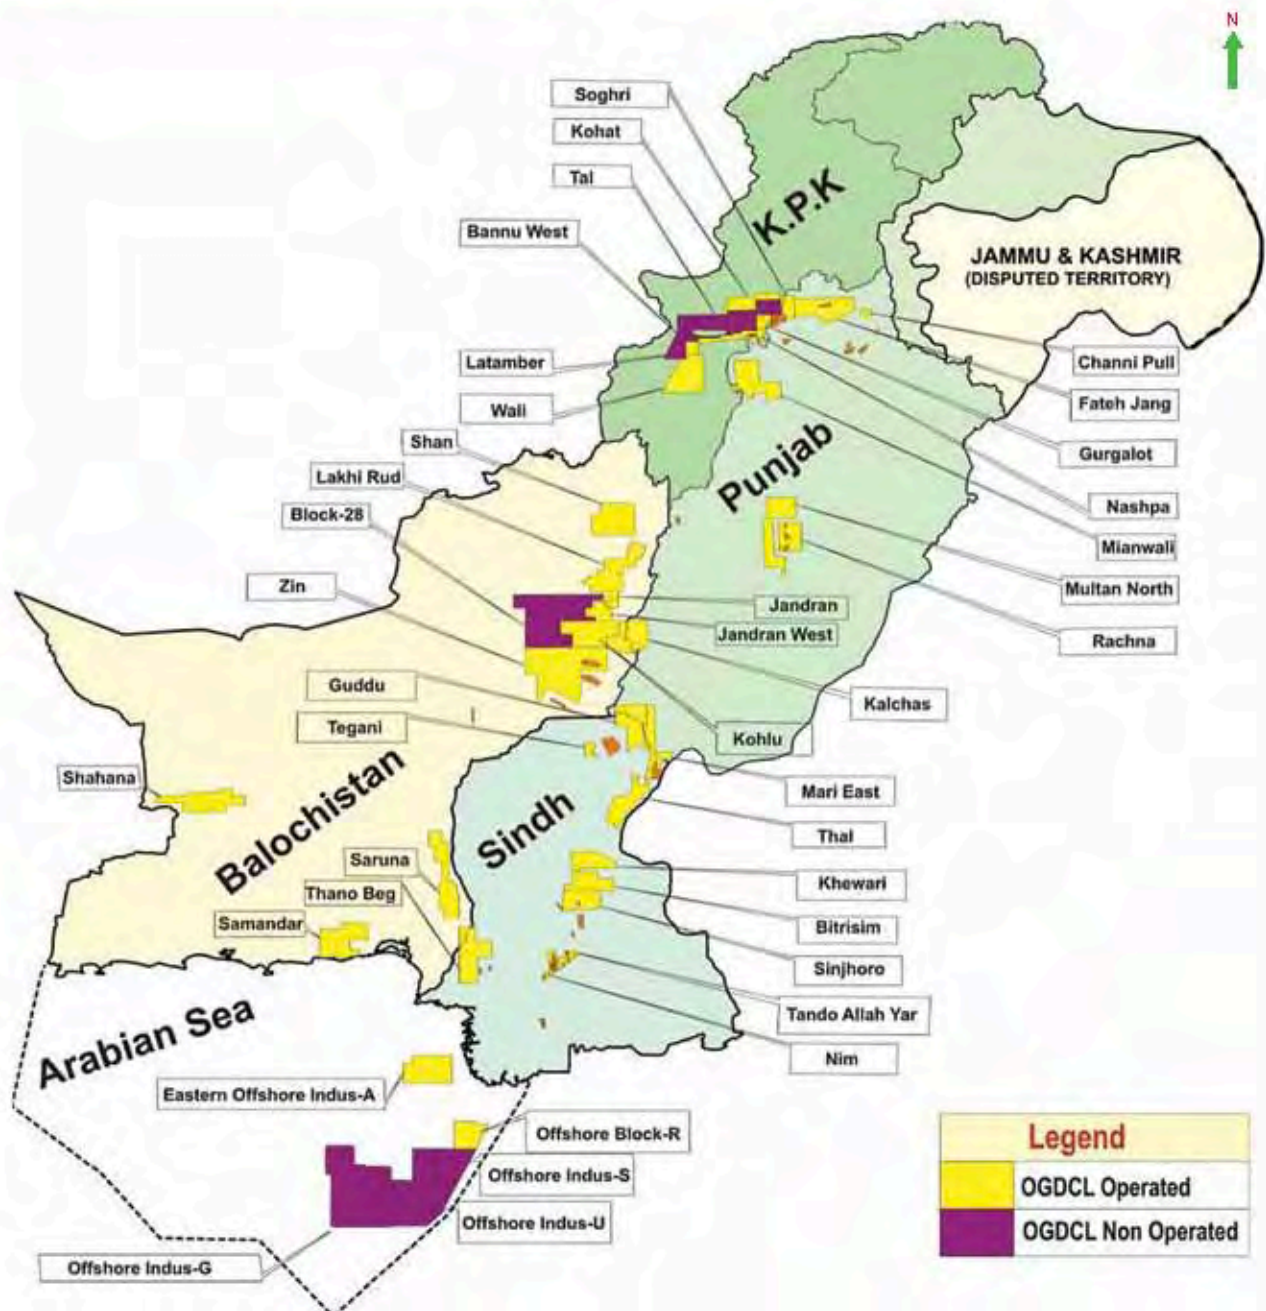 N
Soghri
Kohat
Tal
Bannu West
K.P.K
JAMMU & KASHMIR
(DISPUTED TERRITORY)
Latamber
Wali
Channi Pull
Fateh Jang
Shan
Gurgalot
Lakhi Rud
Punjab
Nashpa
Block-28
Mianwali
Zin
Multan North
Jandran
Jandran West
Rachna
Guddu
Kalchas
Tegani
Kohlu
Shahana
Mari East
Balochistan
Sindh
Thal
Saruna
Khewari
Thano Beg
Samandar
Bitrisim
Sinjhoro
Arabian Sea
Tando Allah Yar
Nim
Eastern Offshore Indus-A
Offshore Block-R
Offshore Indus-S
Offshore Indus-U
Offshore Indus-G
Legend
OGDCL Operated
OGDCL Non Operated